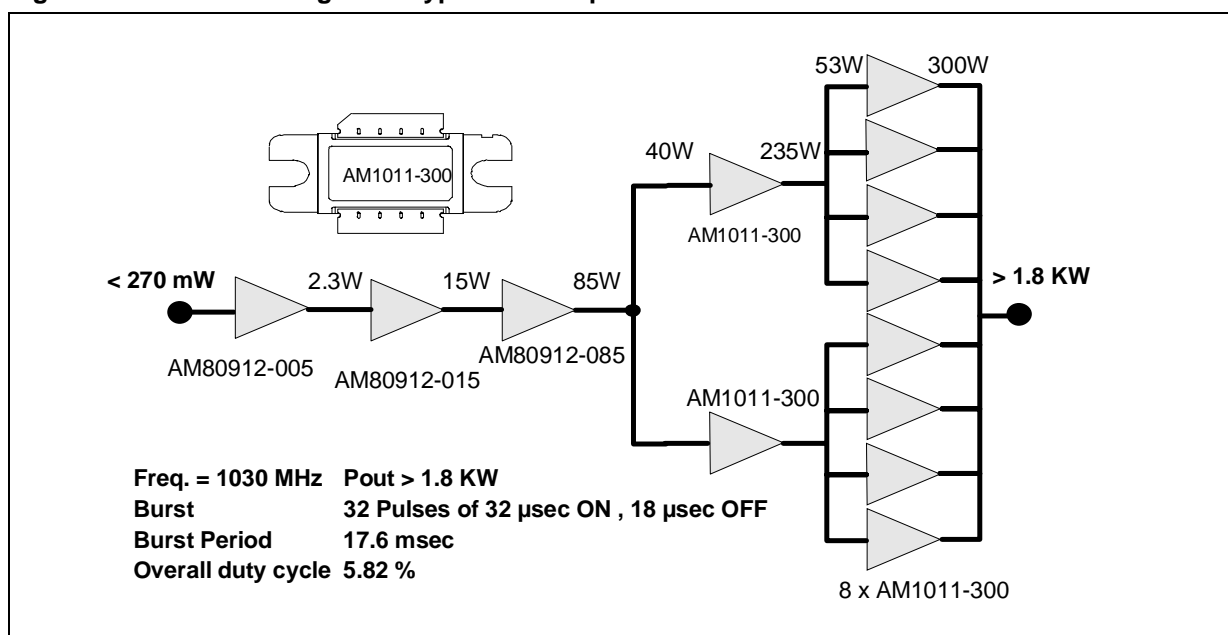 53W
300W
40W
235W
AM1011-300
AM1011-300
< 270 mW
2.3W
15W
85W
> 1.8 KW
AM80912-005
AM80912-015
AM80912-085
AM1011-300
Freq. = 1030 MHz Pout > 1.8 KW
Burst 32 Pulses of 32 µsec ON , 18 µsec OFF
Burst Period 17.6 msec
Overall duty cycle 5.82 %
8 x AM1011-300